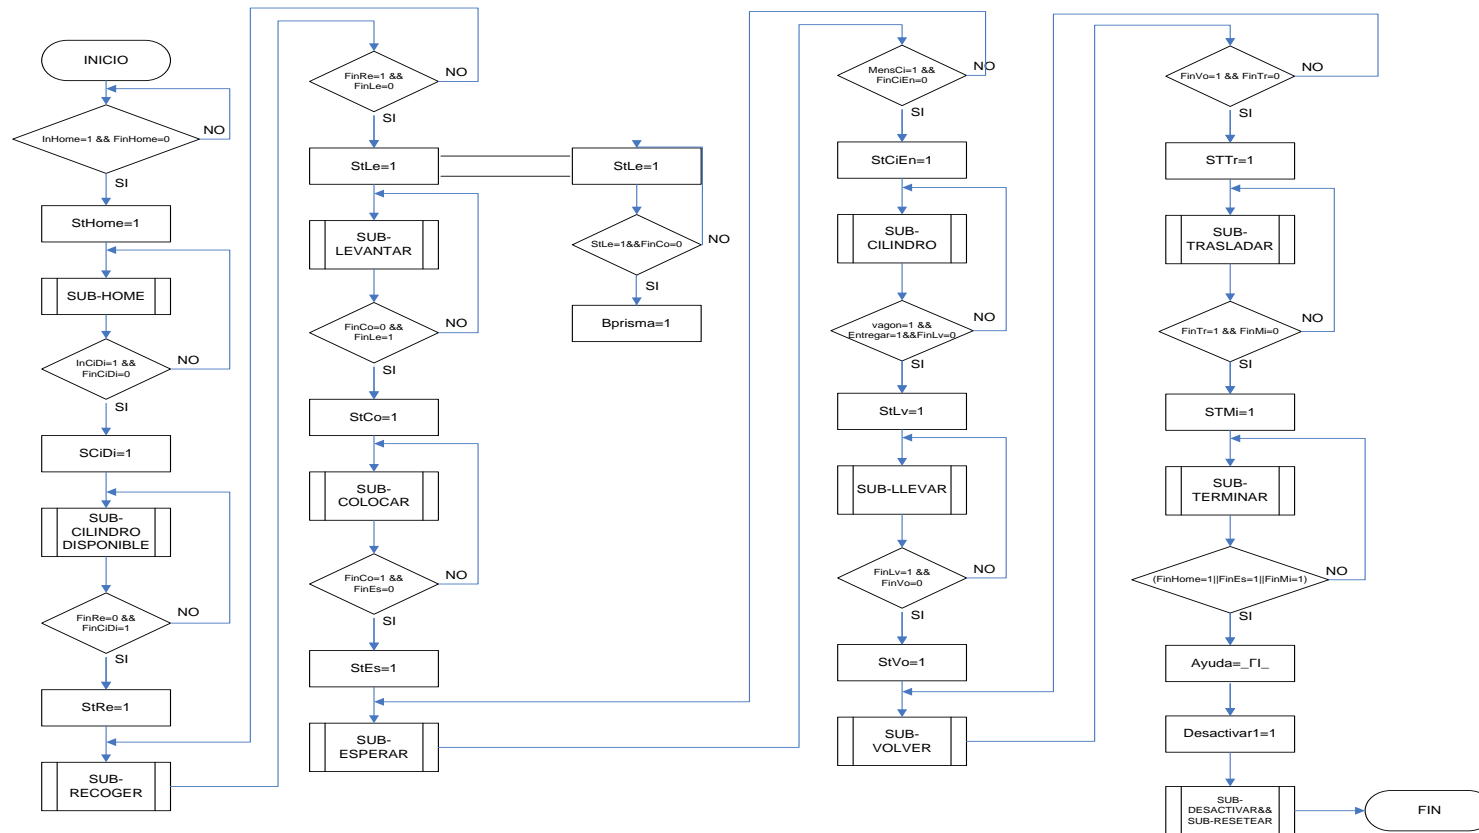 INICIO
InHome=1 && FinHome=0
NO
SI
StHome=1
SUB-HOME
InCiDi=1 &&
FinCiDi=0
NO
SI
SCiDi=1
SUB-
CILINDRO
DISPONIBLE
FinRe=0 &&
FinCiDi=1
NO
SI
StRe=1
SUB-
RECOGER
FinRe=1 &&
FinLe=0
NO
SI
StLe=1
SUB-
LEVANTAR
FinCo=0 &&
FinLe=1
NO
SI
StCo=1
SUB-
COLOCAR
FinCo=1 &&
FinEs=0
NO
SI
StEs=1
SUB-
ESPERAR
StLe=1
StLe=1&&FinCo=0
NO
SI
Bprisma=1
MensCi=1 &&
FinCiEn=0
NO
SI
StCiEn=1
SUB-
CILINDRO
vagon=1 &&
Entregar=1&&FinLv=0
NO
SI
StLv=1
SUB-LLEVAR
FinLv=1 &&
FinVo=0
NO
SI
StVo=1
SUB-
VOLVER
FinVo=1 && FinTr=0
NO
SI
STTr=1
SUB-
TRASLADAR
FinTr=1 && FinMi=0
NO
SI
STMi=1
SUB-
TERMINAR
(FinHome=1||FinEs=1||FinMi=1)
NO
SI
Ayuda=_ΓI_
Desactivar1=1
SUB-
DESACTIVAR&&
SUB-RESETEAR
FIN